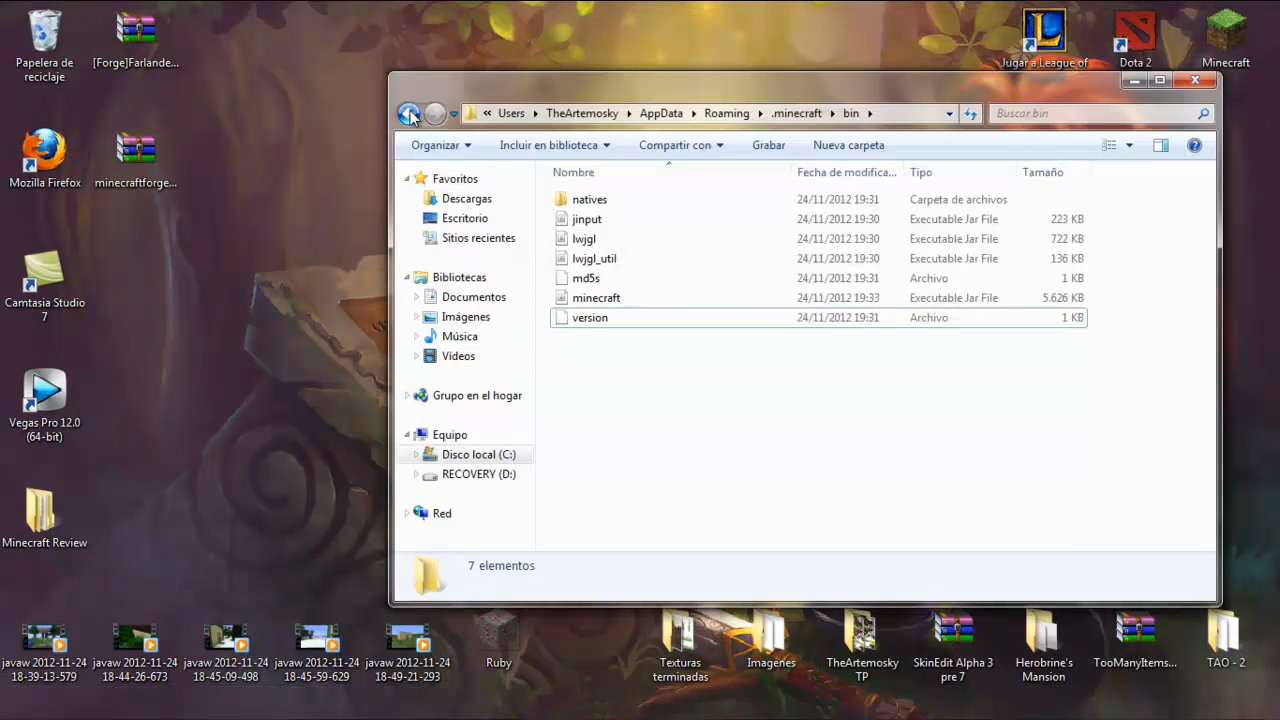 Papelera de
reciclaje
[Forge]Farlande...
Mozilla Firefox
minecraftforge...
Camtasia Studio
7
Vegas Pro 12.0
(64-bit)
Minecraft Review
Jugar a League of
Dota 2
Minecraft
« Users TheArtemosky AppData Roaming .minecraft bin
Buscar bin
Organizar Incluir en biblioteca Compartir con Grabar Nueva carpeta
Favoritos
Descargas
Escritorio
Sitios recientes
Bibliotecas
Documentos
Imágenes
Música
Vídeos
Grupo en el hogar
Equipo
Disco local (C:)
RECOVERY (D:)
Red
Nombre Fecha de modifica... Tipo Tamaño
natives 24/11/2012 19:31 Carpeta de archivos
jinput 24/11/2012 19:30 Executable Jar File 223 KB
lwjgl 24/11/2012 19:30 Executable Jar File 722 KB
lwjgl_util 24/11/2012 19:30 Executable Jar File 136 KB
md5s 24/11/2012 19:31 Archivo 1 KB
minecraft 24/11/2012 19:33 Executable Jar File 5.626 KB
version 24/11/2012 19:31 Archivo 1 KB
7 elementos
javaw 2012-11-24
18-39-13-579
javaw 2012-11-24
18-44-26-673
javaw 2012-11-24
18-45-09-498
javaw 2012-11-24
18-45-59-629
javaw 2012-11-24
18-49-21-293
Ruby
Texturas
terminadas
Imagenes
TheArtemosky
TP
SkinEdit Alpha 3
pre 7
Herobrine's
Mansion
TooManyItems...
TAO - 2